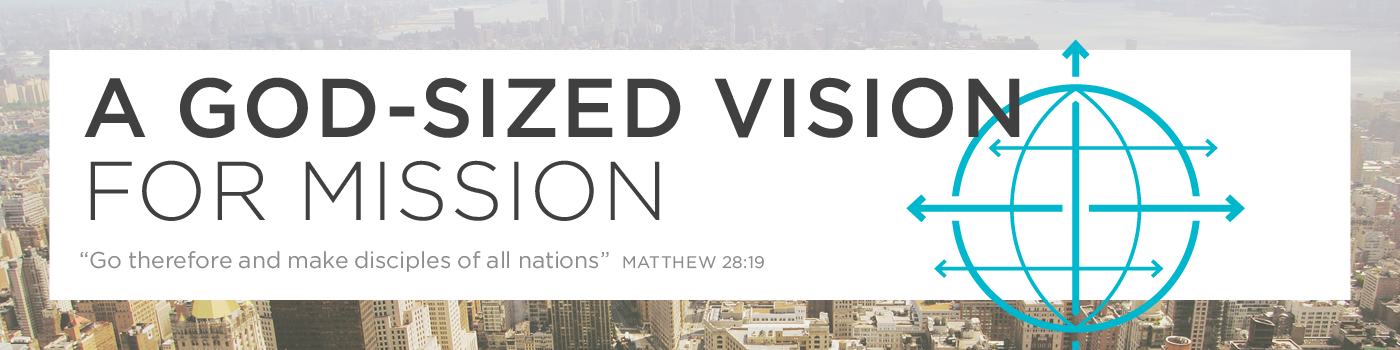 A GOD-SIZED VISION
FOR MISSION
“Go therefore and make disciples of all nations” MATTHEW 28:19